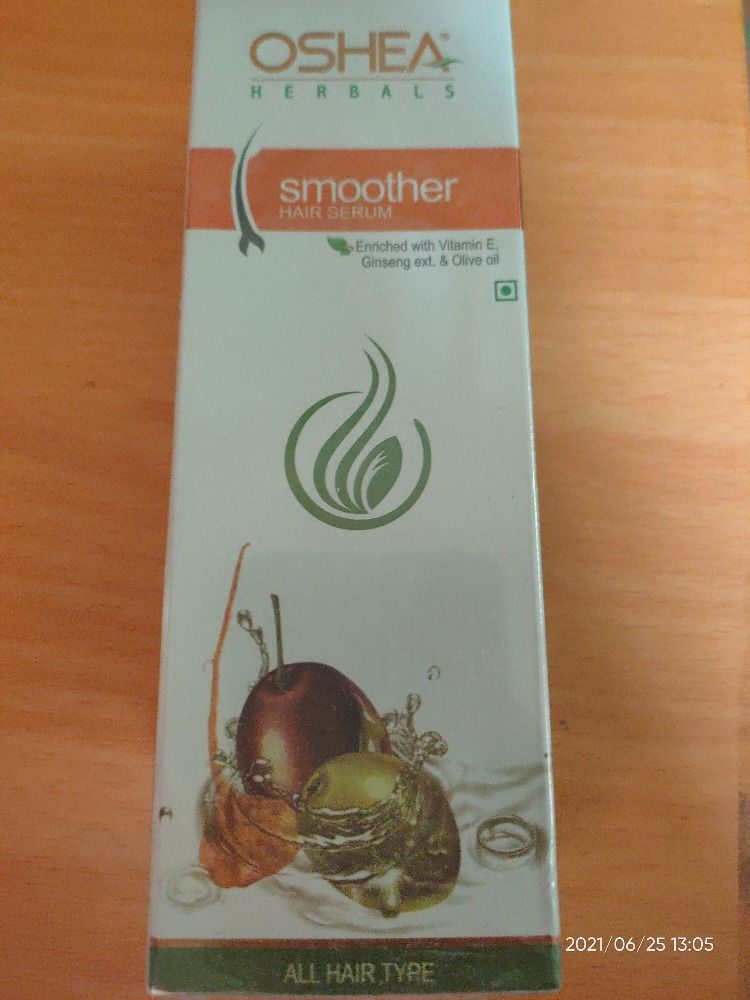 OSHEA®
HERBALS
smoother
HAIR SERUM
Enriched with Vitamin E,
Ginseng ext. & Olive oil
ALL HAIR TYPE
2021/06/25 13:05